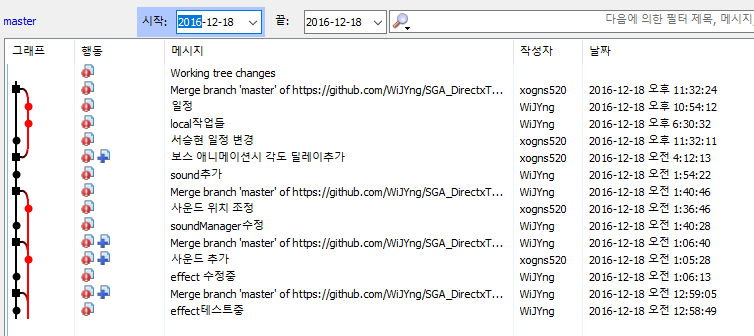 master 시작: 2016-12-18 끝: 2016-12-18 다음에 의한 필터 제목, 메시지
그래프 행동 메시지 작성자 날짜
Working tree changes
Merge branch 'master' of https://github.com/WiJYng/SGA_DirectxT... xogns520 2016-12-18 오후 11:32:24
일정 WiJYng 2016-12-18 오후 10:54:12
local작업들 WiJYng 2016-12-18 오후 6:30:32
서승현 일정 변경 xogns520 2016-12-18 오후 11:32:11
보스 애니메이션시 각도 딜레이추가 xogns520 2016-12-18 오전 4:12:13
sound추가 WiJYng 2016-12-18 오전 1:54:22
Merge branch 'master' of https://github.com/WiJYng/SGA_DirectxT... WiJYng 2016-12-18 오전 1:40:46
사운드 위치 조정 xogns520 2016-12-18 오전 1:36:46
soundManager수정 WiJYng 2016-12-18 오전 1:40:28
Merge branch 'master' of https://github.com/WiJYng/SGA_DirectxT... WiJYng 2016-12-18 오전 1:06:40
사운드 추가 xogns520 2016-12-18 오전 1:05:28
effect 수정중 WiJYng 2016-12-18 오전 1:06:13
Merge branch 'master' of https://github.com/WiJYng/SGA_DirectxT... WiJYng 2016-12-18 오전 12:59:05
effect테스트중 WiJYng 2016-12-18 오전 12:58:49